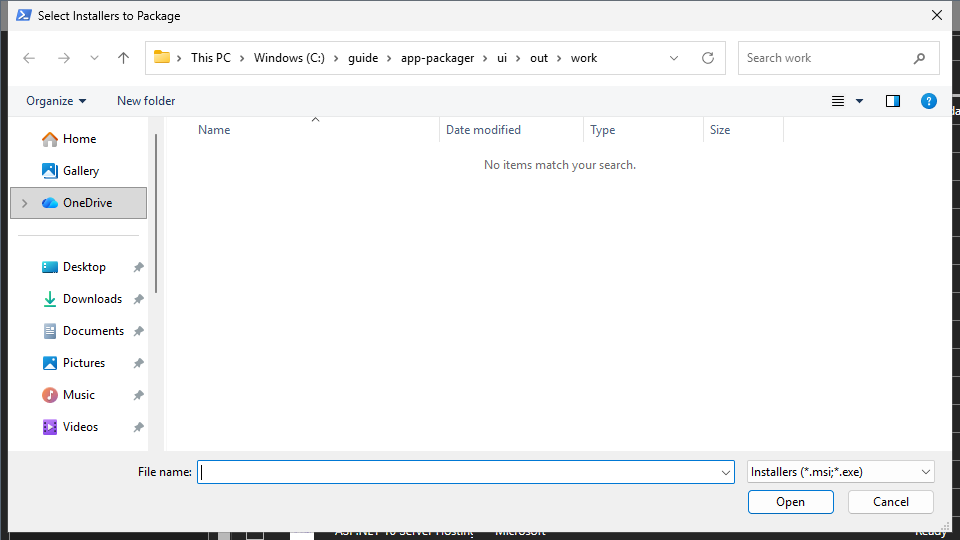 Select Installers to Package
This PC > Windows (C:) > guide > app-packager > ui > out > work
Search work
Organize
New folder
Name
Date modified
Type
Size
No items match your search.
Home
Gallery
OneDrive
Desktop
Downloads
Documents
Pictures
Music
Videos
File name:
Installers (*.msi;*.exe)
Open
Cancel